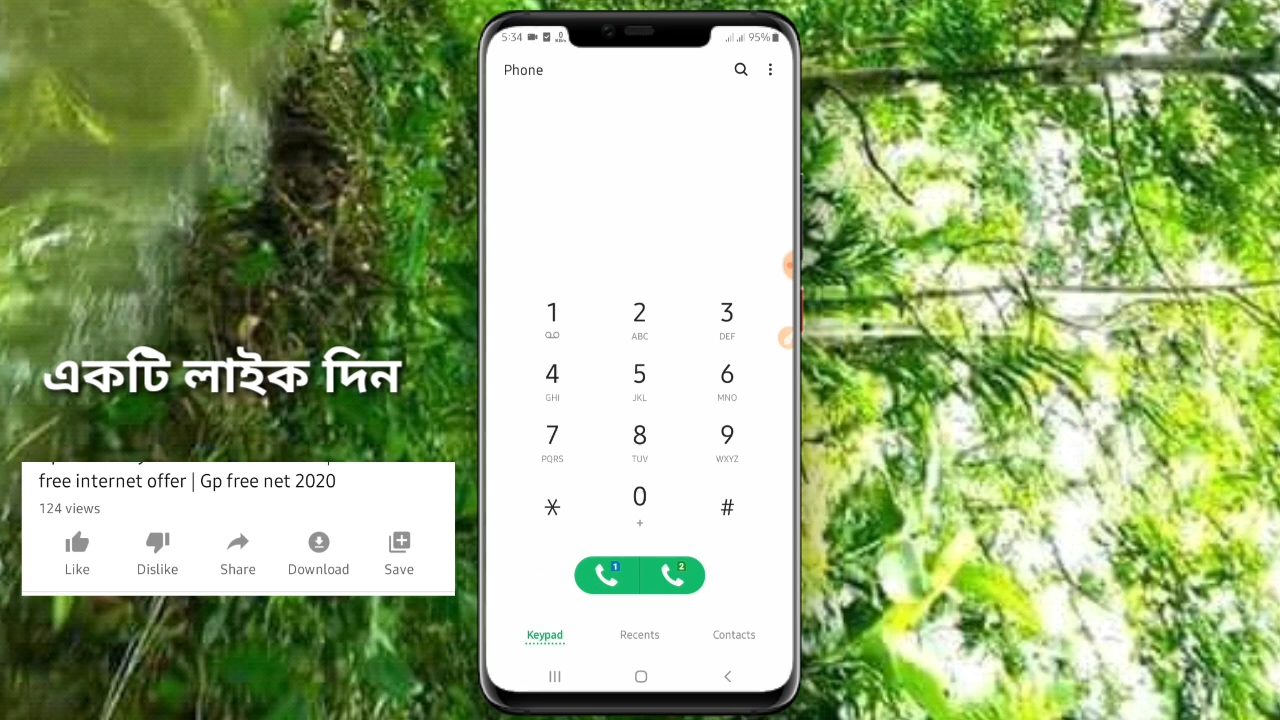 একটি লাইক দিন
free internet offer | Gp free net 2020
124 views
Like Dislike Share Download Save
5:34
95%
Phone
1 2 3
ABC DEF
4 5 6
GHI JKL MNO
7 8 9
PQRS TUV WXYZ
* 0 #
+
1 2
Keypad Recents Contacts